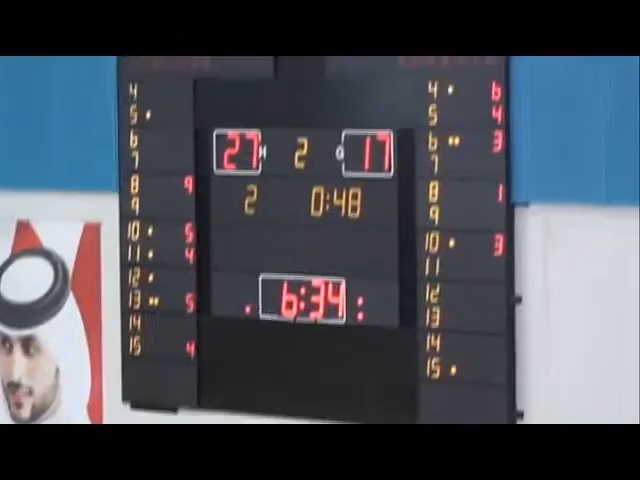 4 4 6
5 5 4
6 27 H 2 G 17 6 3
7 7
8 9 2 0:48 8 1
9 9
10 5 10 3
11 4 11
12 12
13 5 6:34 13
14 14
15 4 15